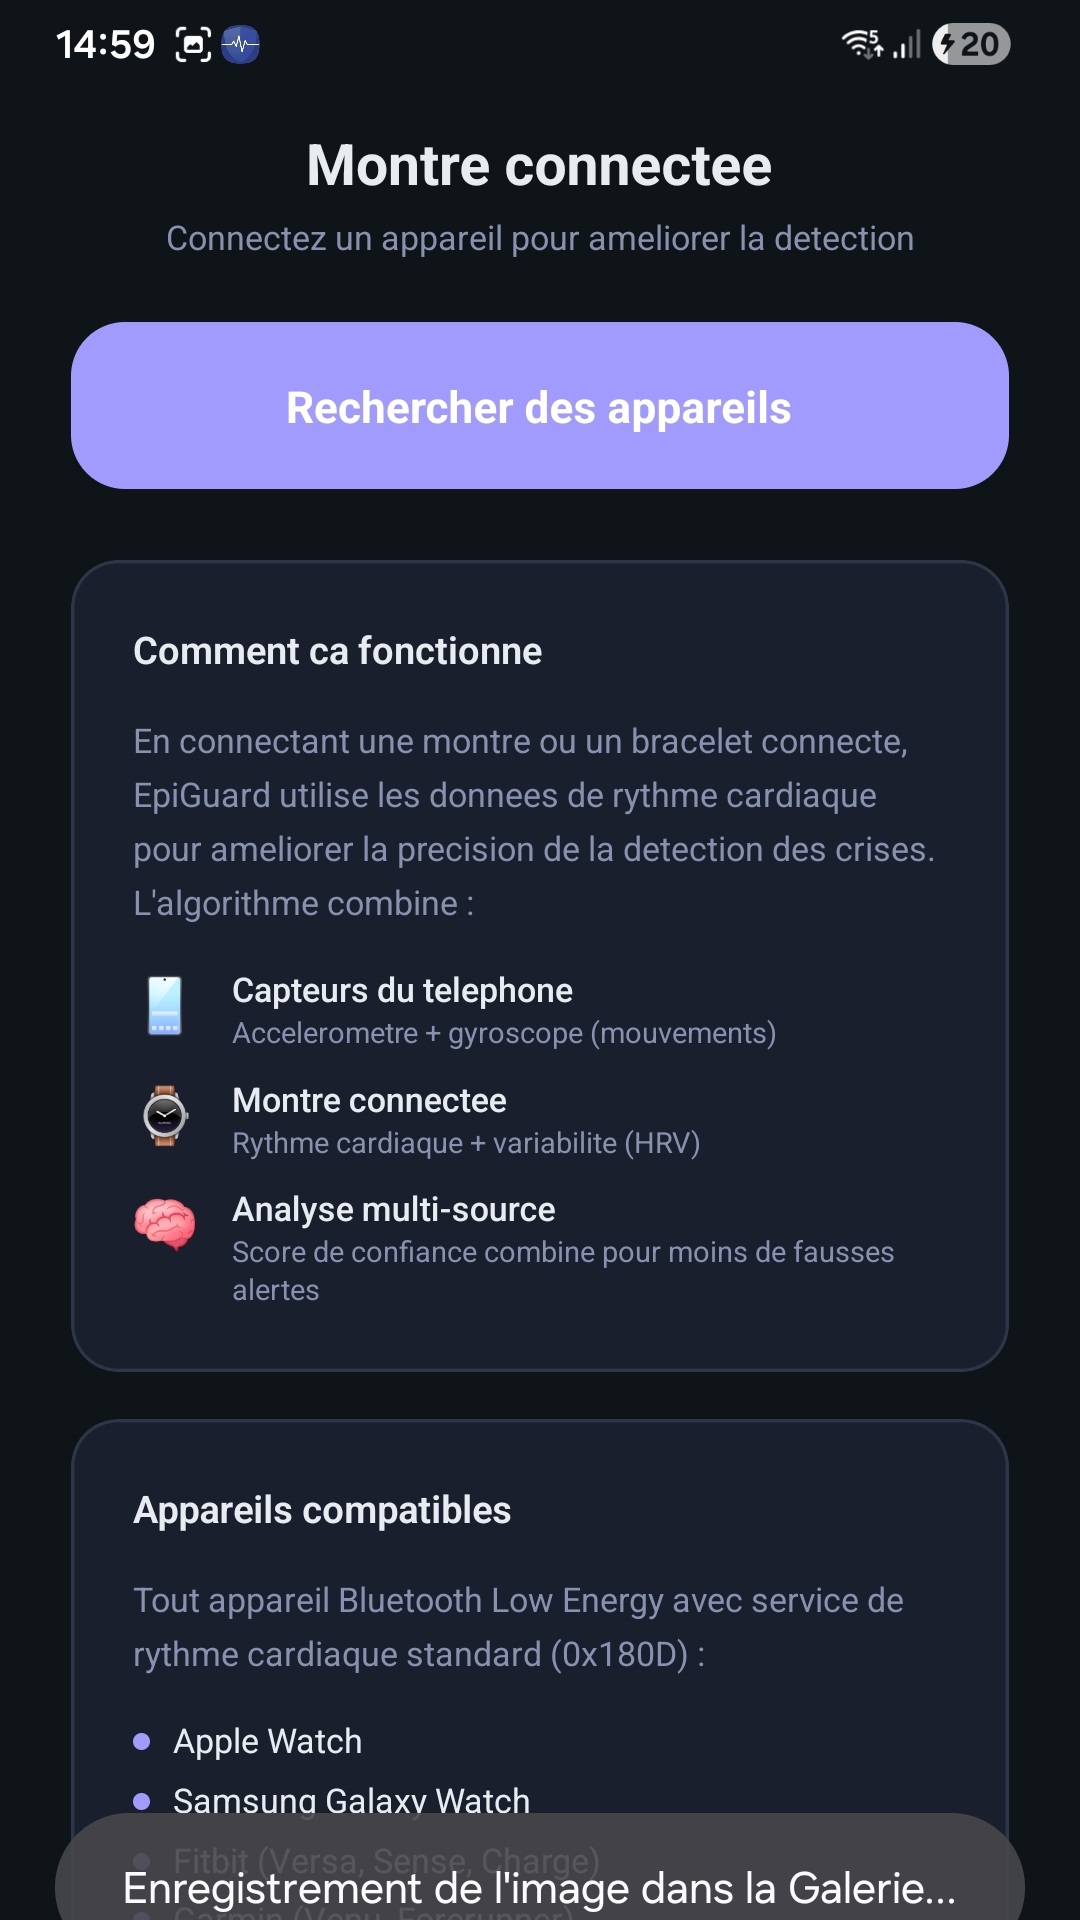 14:59
5
20
Montre connectee
Connectez un appareil pour ameliorer la detection
Rechercher des appareils
Comment ca fonctionne
En connectant une montre ou un bracelet connecte,
EpiGuard utilise les donnees de rythme cardiaque
pour ameliorer la precision de la detection des crises.
L'algorithme combine :
Capteurs du telephone
Accelerometre + gyroscope (mouvements)
Montre connectee
Rythme cardiaque + variabilite (HRV)
Analyse multi-source
Score de confiance combine pour moins de fausses
alertes
Appareils compatibles
Tout appareil Bluetooth Low Energy avec service de
rythme cardiaque standard (0x180D) :
Apple Watch
Samsung Galaxy Watch
Fitbit (Versa, Sense, Charge)
Enregistrement de l'image dans la Galerie...
Garmin (Venu, Forerunner)